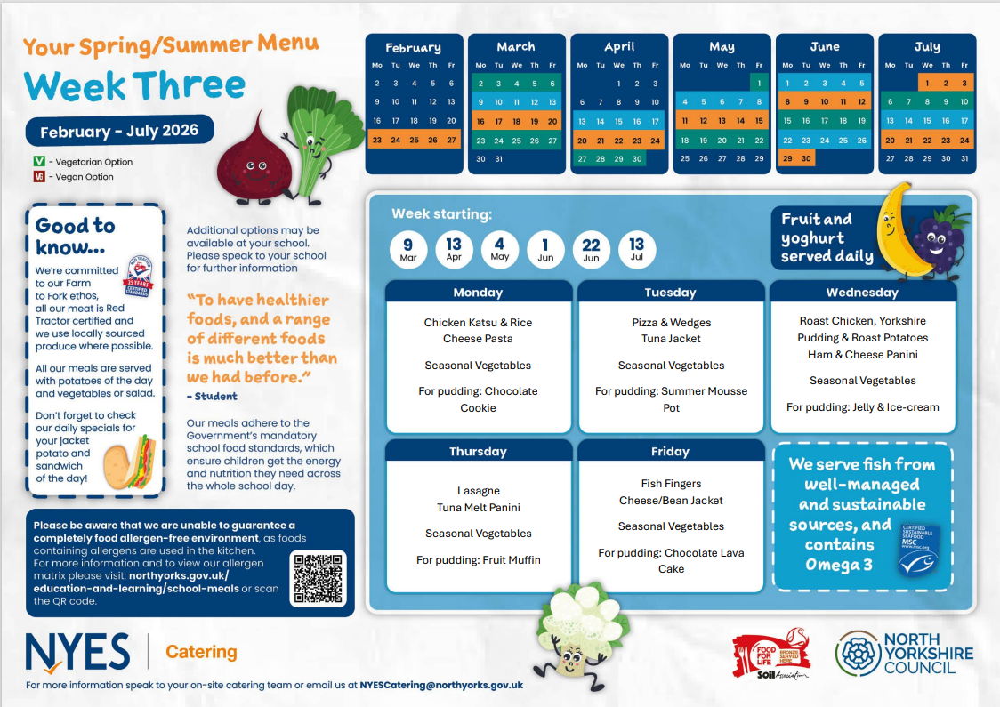 Your Spring/Summer Menu
Week Three
February - July 2026
V - Vegetarian Option
VG - Vegan Option
February
Mo Tu We Th Fr
2 3 4 5 6
9 10 11 12 13
16 17 18 19 20
23 24 25 26 27
March
Mo Tu We Th Fr
2 3 4 5 6
9 10 11 12 13
16 17 18 19 20
23 24 25 26 27
30 31
April
Mo Tu We Th Fr
1 2 3
6 7 8 9 10
13 14 15 16 17
20 21 22 23 24
27 28 29 30
May
Mo Tu We Th Fr
1
4 5 6 7 8
11 12 13 14 15
18 19 20 21 22
25 26 27 28 29
June
Mo Tu We Th Fr
1 2 3 4 5
8 9 10 11 12
15 16 17 18 19
22 23 24 25 26
29 30
July
Mo Tu We Th Fr
1 2 3
6 7 8 9 10
13 14 15 16 17
20 21 22 23 24
27 28 29 30 31
Good to
know...
We're committed
to our Farm
to Fork ethos,
all our meat is Red
Tractor certified and
we use locally sourced
produce where possible.
RED TRACTOR
25 YEARS
CERTIFIED
STANDARDS
All our meals are served
with potatoes of the day
and vegetables or salad.
Don't forget to check
our daily specials for
your jacket
potato and
sandwich
of the day!
Additional options may be
available at your school.
Please speak to your school
for further information
"To have healthier
foods, and a range
of different foods
is much better than
we had before."
- Student
Our meals adhere to the
Government's mandatory
school food standards, which
ensure children get the energy
and nutrition they need across
the whole school day.
Please be aware that we are unable to guarantee a
completely food allergen-free environment, as foods
containing allergens are used in the kitchen.
For more information and to view our allergen
matrix please visit: northyorks.gov.uk/
education-and-learning/school-meals or scan
the QR code.
Week starting:
9 Mar
13 Apr
4 May
1 Jun
22 Jun
13 Jul
Fruit and
yoghurt
served daily
Monday
Chicken Katsu & Rice
Cheese Pasta
Seasonal Vegetables
For pudding: Chocolate
Cookie
Tuesday
Pizza & Wedges
Tuna Jacket
Seasonal Vegetables
For pudding: Summer Mousse
Pot
Wednesday
Roast Chicken, Yorkshire
Pudding & Roast Potatoes
Ham & Cheese Panini
Seasonal Vegetables
For pudding: Jelly & Ice-cream
Thursday
Lasagne
Tuna Melt Panini
Seasonal Vegetables
For pudding: Fruit Muffin
Friday
Fish Fingers
Cheese/Bean Jacket
Seasonal Vegetables
For pudding: Chocolate Lava
Cake
We serve fish from
well-managed
and sustainable
sources, and
contains
Omega 3
CERTIFIED
SUSTAINABLE
SEAFOOD
MSC
www.msc.org
NYES
Catering
For more information speak to your on-site catering team or email us at NYESCatering@northyorks.gov.uk
FOOD
FOR LIFE
BRONZE
SERVED
HERE
Soil Association
NORTH
YORKSHIRE
COUNCIL